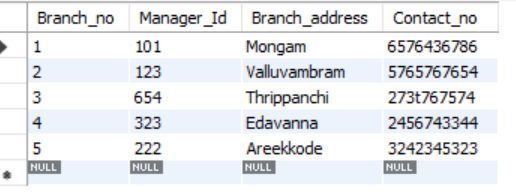 Branch_no Manager_Id Branch_address Contact_no
1 101 Mongam 6576436786
2 123 Valluvambram 5765767654
3 654 Thrippanchi 273t767574
4 323 Edavanna 2456743344
5 222 Areekkode 3242345323
NULL NULL NULL NULL